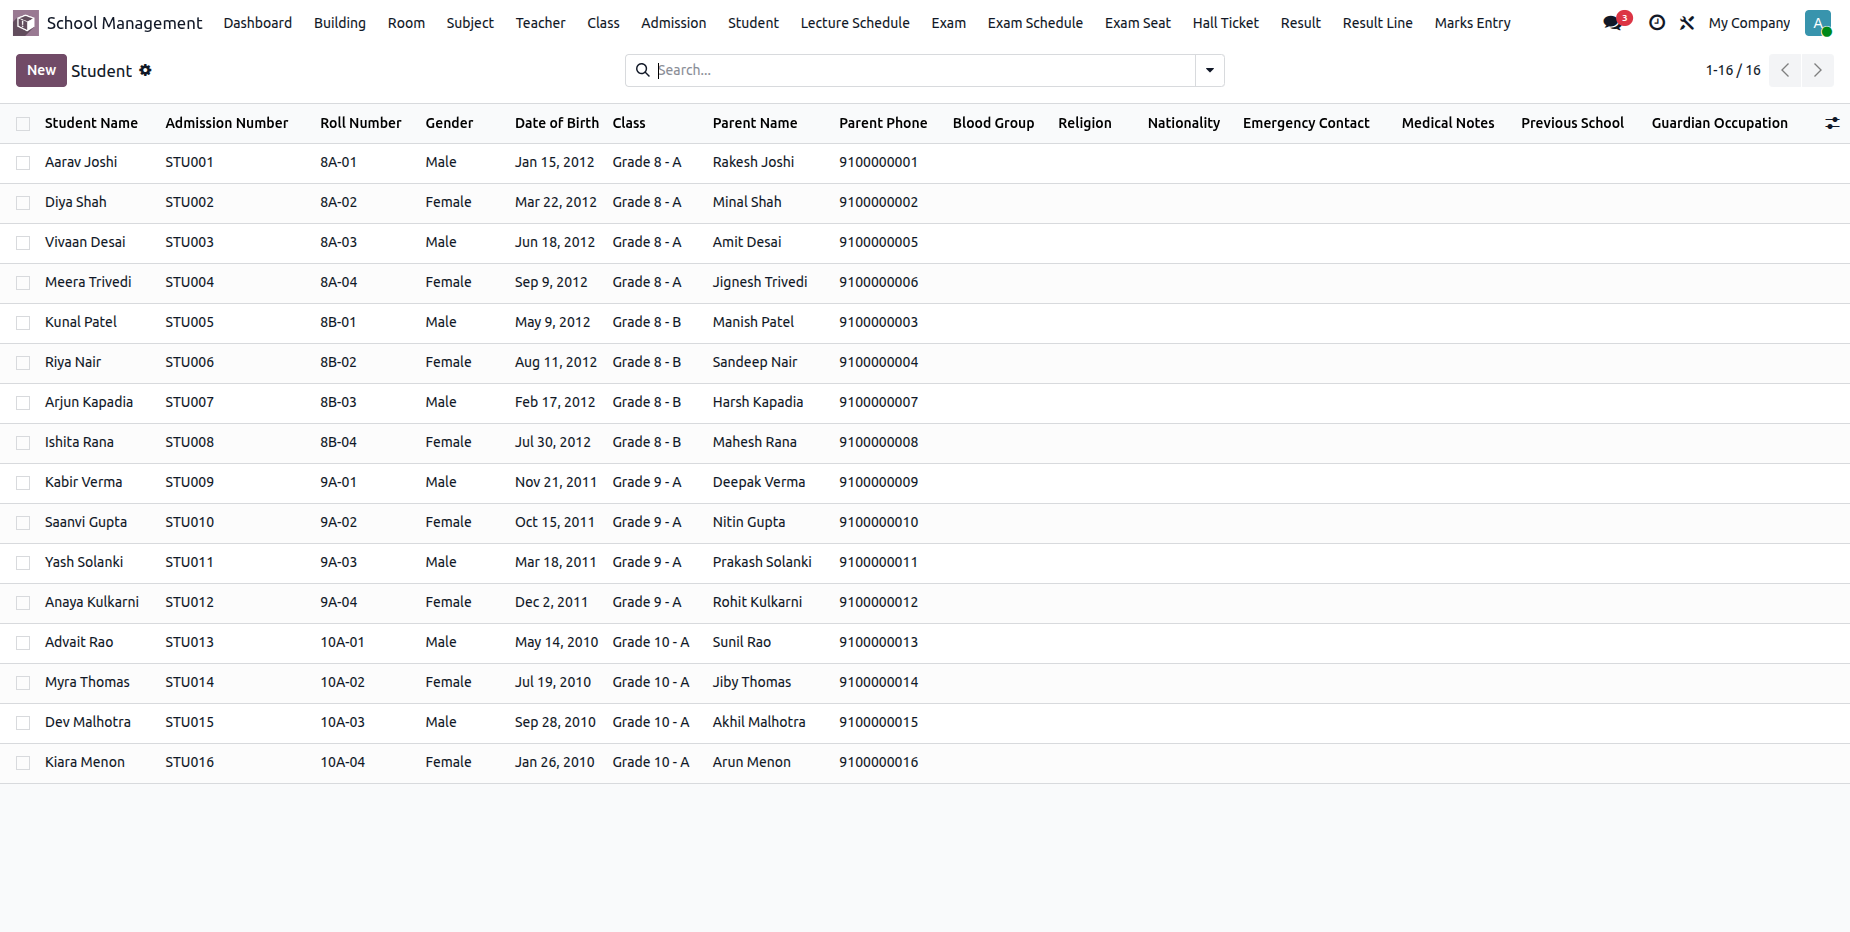 School Management Dashboard Building Room Subject Teacher Class Admission Student Lecture Schedule Exam Exam Schedule Exam Seat Hall Ticket Result Result Line Marks Entry 3 My Company A
New Student Search... 1-16 / 16
Student Name Admission Number Roll Number Gender Date of Birth Class Parent Name Parent Phone Blood Group Religion Nationality Emergency Contact Medical Notes Previous School Guardian Occupation
Aarav Joshi STU001 8A-01 Male Jan 15, 2012 Grade 8 - A Rakesh Joshi 9100000001
Diya Shah STU002 8A-02 Female Mar 22, 2012 Grade 8 - A Minal Shah 9100000002
Vivaan Desai STU003 8A-03 Male Jun 18, 2012 Grade 8 - A Amit Desai 9100000005
Meera Trivedi STU004 8A-04 Female Sep 9, 2012 Grade 8 - A Jignesh Trivedi 9100000006
Kunal Patel STU005 8B-01 Male May 9, 2012 Grade 8 - B Manish Patel 9100000003
Riya Nair STU006 8B-02 Female Aug 11, 2012 Grade 8 - B Sandeep Nair 9100000004
Arjun Kapadia STU007 8B-03 Male Feb 17, 2012 Grade 8 - B Harsh Kapadia 9100000007
Ishita Rana STU008 8B-04 Female Jul 30, 2012 Grade 8 - B Mahesh Rana 9100000008
Kabir Verma STU009 9A-01 Male Nov 21, 2011 Grade 9 - A Deepak Verma 9100000009
Saanvi Gupta STU010 9A-02 Female Oct 15, 2011 Grade 9 - A Nitin Gupta 9100000010
Yash Solanki STU011 9A-03 Male Mar 18, 2011 Grade 9 - A Prakash Solanki 9100000011
Anaya Kulkarni STU012 9A-04 Female Dec 2, 2011 Grade 9 - A Rohit Kulkarni 9100000012
Advait Rao STU013 10A-01 Male May 14, 2010 Grade 10 - A Sunil Rao 9100000013
Myra Thomas STU014 10A-02 Female Jul 19, 2010 Grade 10 - A Jiby Thomas 9100000014
Dev Malhotra STU015 10A-03 Male Sep 28, 2010 Grade 10 - A Akhil Malhotra 9100000015
Kiara Menon STU016 10A-04 Female Jan 26, 2010 Grade 10 - A Arun Menon 9100000016